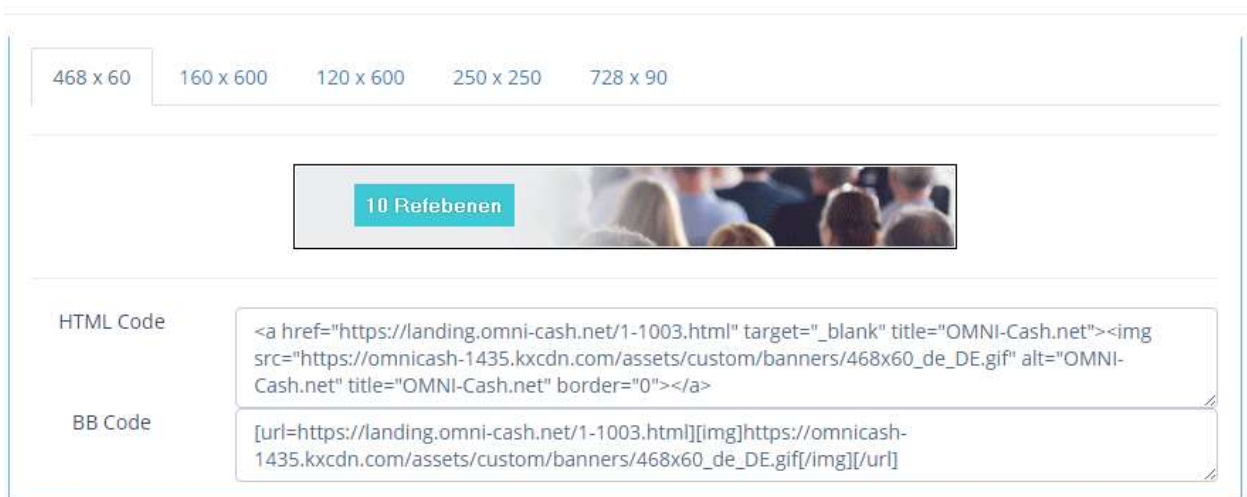 468 x 60 160 x 600 120 x 600 250 x 250 728 x 90
10 Refebenen
HTML Code
<a href="https://landing.omni-cash.net/1-1003.html" target="_blank" title="OMNI-Cash.net"><img
src="https://omnicash-1435.kxcdn.com/assets/custom/banners/468x60_de_DE.gif" alt="OMNI-
Cash.net" title="OMNI-Cash.net" border="0"></a>
BB Code
[url=https://landing.omni-cash.net/1-1003.html][img]https://omnicash-
1435.kxcdn.com/assets/custom/banners/468x60_de_DE.gif[/img][/url]